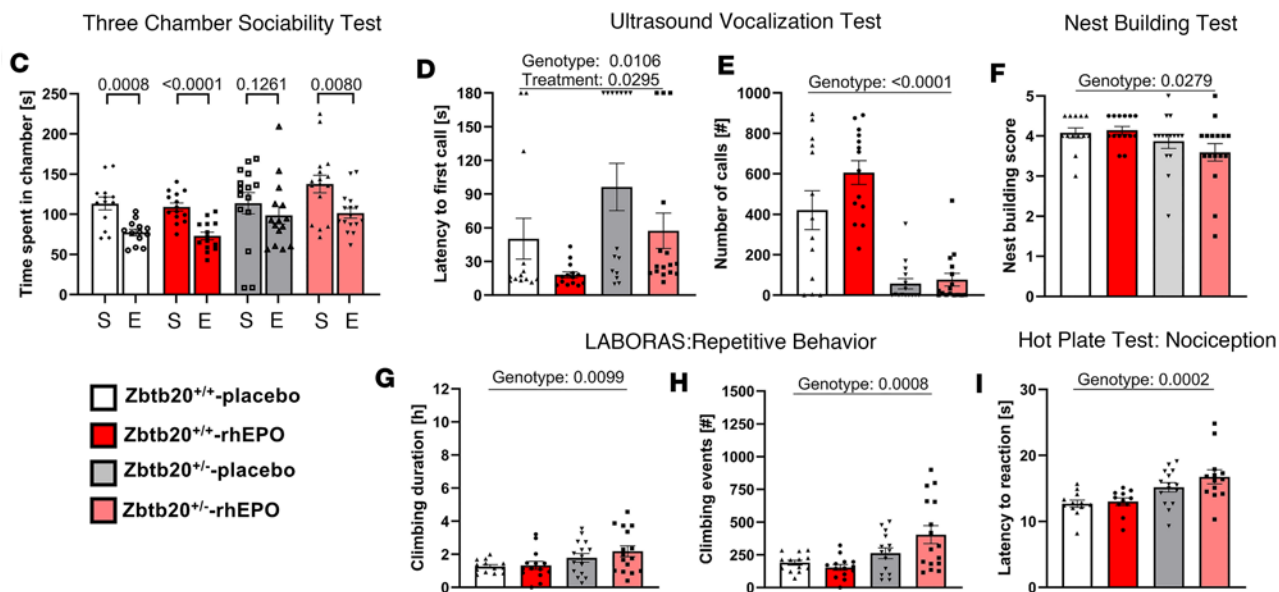 Three Chamber Sociability Test
Ultrasound Vocalization Test
Nest Building Test
C
0.0008 <0.0001 0.1261 0.0080
Time spent in chamber [s]
250
200
150
100
50
0
S E S E S E S E
D
Genotype: 0.0106
Treatment: 0.0295
Latency to first call [s]
180
150
120
90
60
30
0
E
Genotype: <0.0001
Number of calls [#]
1000
800
600
400
200
0
F
Genotype: 0.0279
Nest building score
5
4
3
2
1
0
Zbtb20+/+-placebo
Zbtb20+/+-rhEPO
Zbtb20+/--placebo
Zbtb20+/--rhEPO
LABORAS:Repetitive Behavior
Hot Plate Test: Nociception
G
Genotype: 0.0099
Climbing duration [h]
12
10
8
6
4
2
0
H
Genotype: 0.0008
Climbing events [#]
1500
1250
1000
750
500
250
0
I
Genotype: 0.0002
Latency to reaction [s]
30
20
10
0